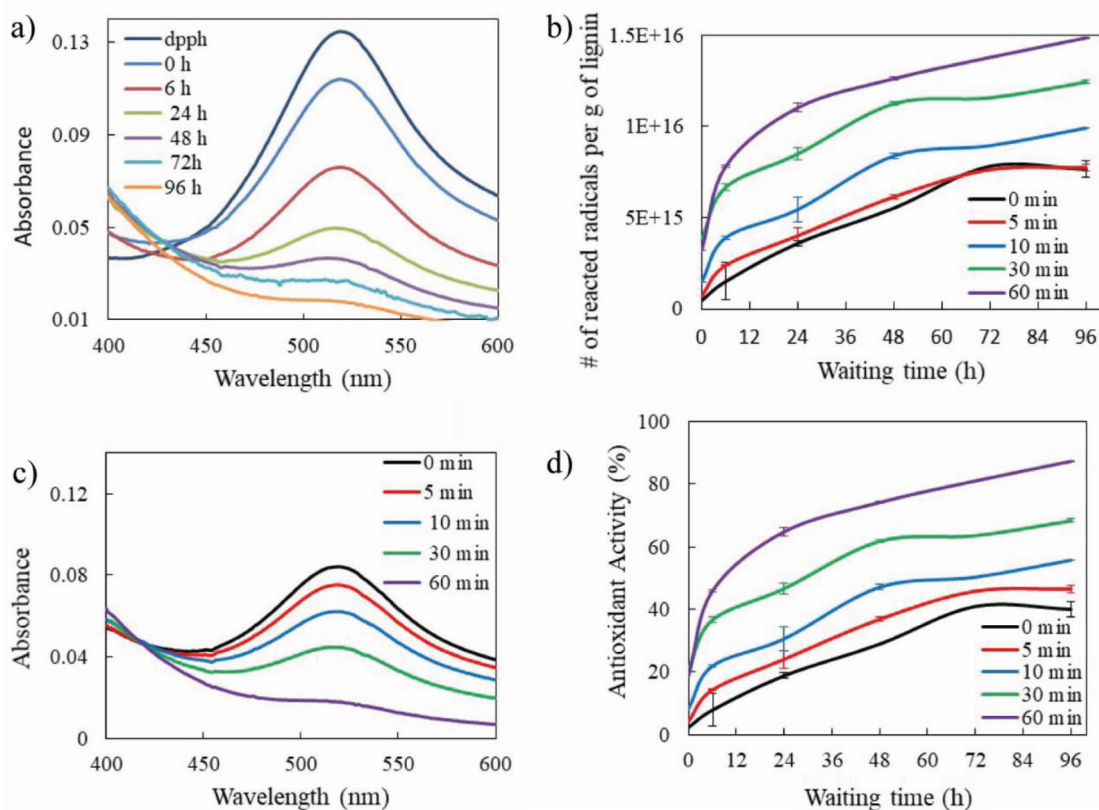 a)
0.13
0.09
0.05
0.01
Absorbance
dpph
0 h
6 h
24 h
48 h
72h
96 h
400
450
500
550
600
Wavelength (nm)
b)
# of reacted radicals per g of lignin
1.5E+16
1E+16
5E+15
0
0 min
5 min
10 min
30 min
60 min
0 12 24 36 48 60 72 84 96
Waiting time (h)
c)
Absorbance
0.12
0.08
0.04
0
0 min
5 min
10 min
30 min
60 min
400
450
500
550
600
Wavelength (nm)
d)
Antioxidant Activity (%)
100
80
60
40
20
0
0 min
5 min
10 min
30 min
60 min
0 12 24 36 48 60 72 84 96
Waiting time (h)